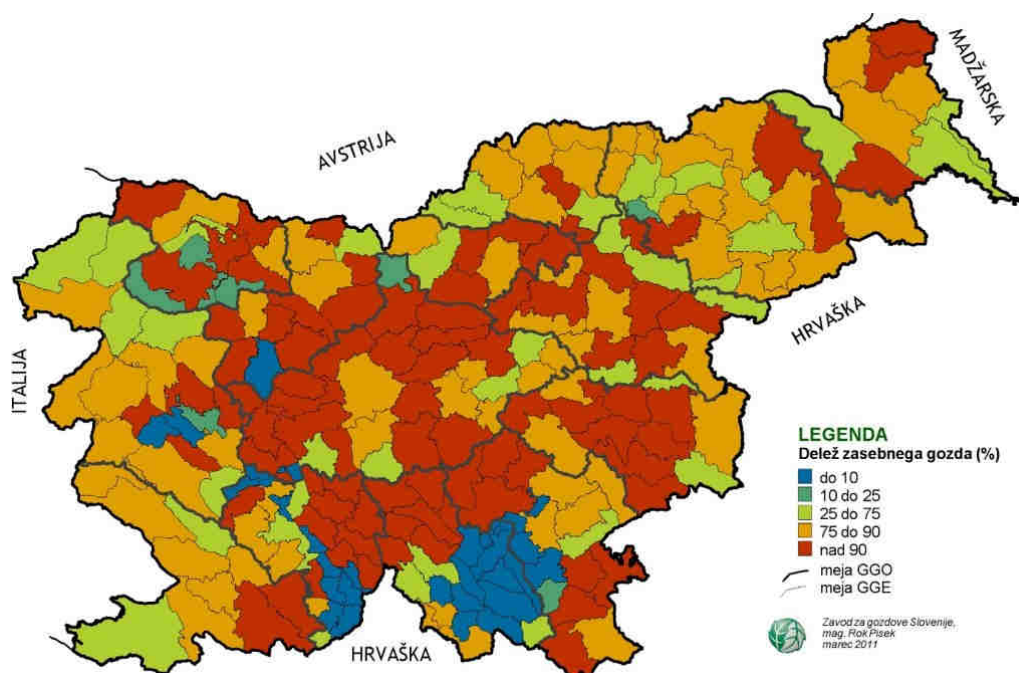 MADŽARSKA
AVSTRIJA
HRVAŠKA
ITALIJA
LEGENDA
Delež zasebnega gozda (%)
do 10
10 do 25
25 do 75
75 do 90
nad 90
meja GGO
meja GGE
Zavod za gozdove Slovenije,
mag. Rok Pisek
marec 2011
HRVAŠKA